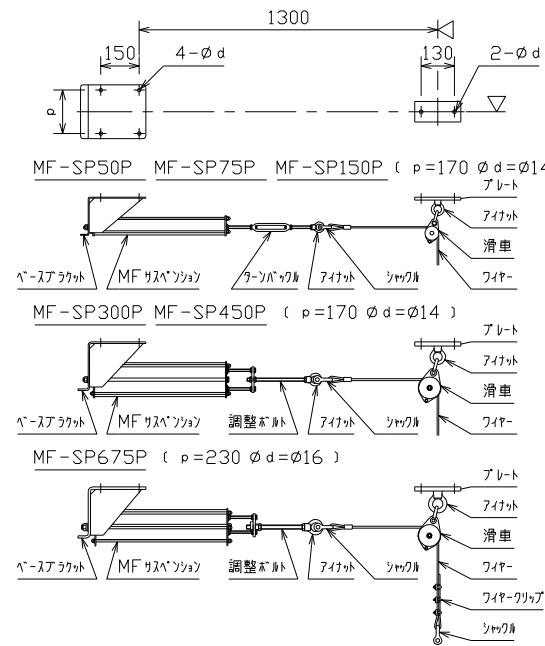 1300
150
4-Ød
130
2-Ød
p
MF-SP50P MF-SP75P MF-SP150P ( p=170 Ød=Ø14
プレート
アイナット
滑車
ワイヤー
ベースブラケット
MFサスペンション
ターンバックル
アイナット
シャックル
MF-SP300P MF-SP450P ( p=170 Ød=Ø14 )
プレート
アイナット
滑車
ワイヤー
ベースブラケット
MFサスペンション
調整ボルト
アイナット
シャックル
MF-SP675P ( p=230 Ød=Ø16 )
プレート
アイナット
滑車
ワイヤー
ベースブラケット
MFサスペンション
調整ボルト
アイナット
シャックル
ワイヤークリップ
シャックル